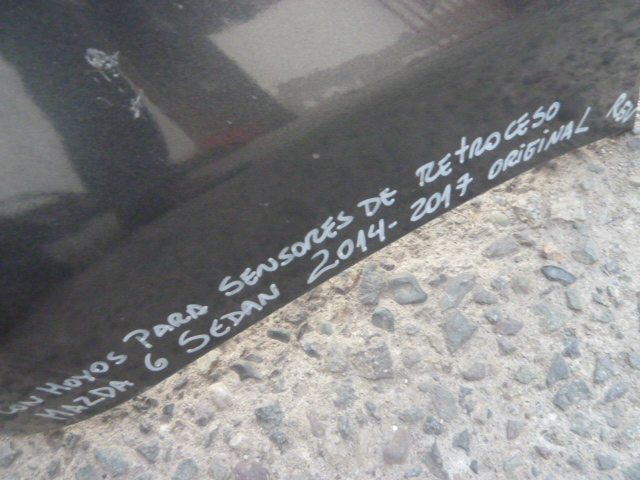 CON HOYOS PARA SENSORES DE RETROCESO
MAZDA 6 SEDAN 2014-2017 ORIGINAL